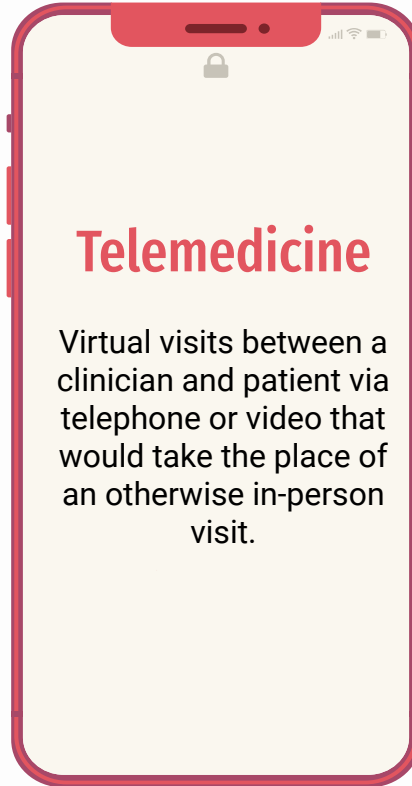 Telemedicine
Virtual visits between a
clinician and patient via
telephone or video that
would take the place of
an otherwise in-person
visit.